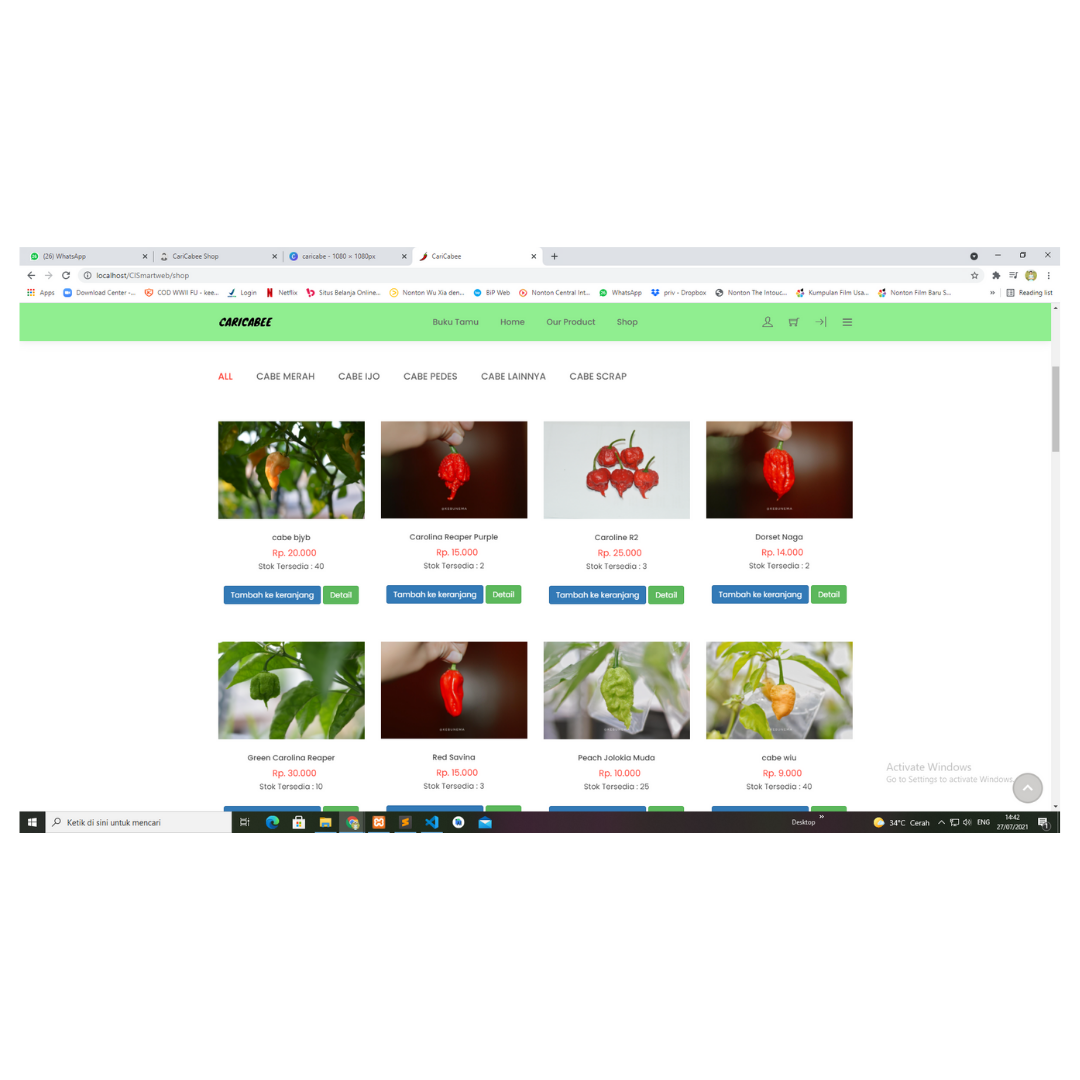 (26) WhatsApp
CariCabee Shop
caricabe - 1080 × 1080px
CariCabee
localhost/CISmartweb/shop
Apps
Download Center -...
COD WWII FU - kee...
Login
Netflix
Situs Belanja Online...
Nonton Wu Xia den...
BiP Web
Nonton Central Int...
WhatsApp
priv - Dropbox
Nonton The Intouc...
Kumpulan Film Usa...
Nonton Film Baru S...
»
Reading list
CARICABEE
Buku Tamu
Home
Our Product
Shop
ALL
CABE MERAH
CABE IJO
CABE PEDES
CABE LAINNYA
CABE SCRAP
cabe bjyb
Rp. 20.000
Stok Tersedia : 40
Tambah ke keranjang
Detail
Carolina Reaper Purple
Rp. 15.000
Stok Tersedia : 2
Tambah ke keranjang
Detail
Caroline R2
Rp. 25.000
Stok Tersedia : 3
Tambah ke keranjang
Detail
Dorset Naga
Rp. 14.000
Stok Tersedia : 2
Tambah ke keranjang
Detail
Green Carolina Reaper
Rp. 30.000
Stok Tersedia : 10
Red Savina
Rp. 15.000
Stok Tersedia : 3
Peach Jolokia Muda
Rp. 10.000
Stok Tersedia : 25
cabe wiu
Rp. 9.000
Stok Tersedia : 40
Activate Windows
Go to Settings to activate Windows.
Ketik di sini untuk mencari
Desktop
»
34°C Cerah
ENG
14:42
27/07/2021